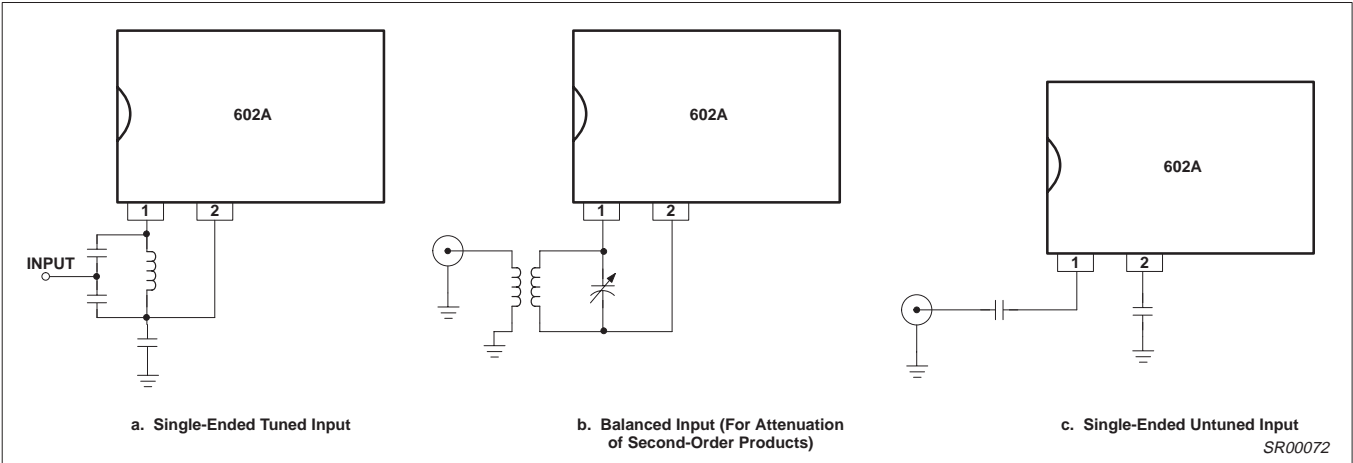 602A
1 2
INPUT
a. Single-Ended Tuned Input
602A
1 2
b. Balanced Input (For Attenuation
of Second-Order Products)
602A
1 2
c. Single-Ended Untuned Input
SR00072